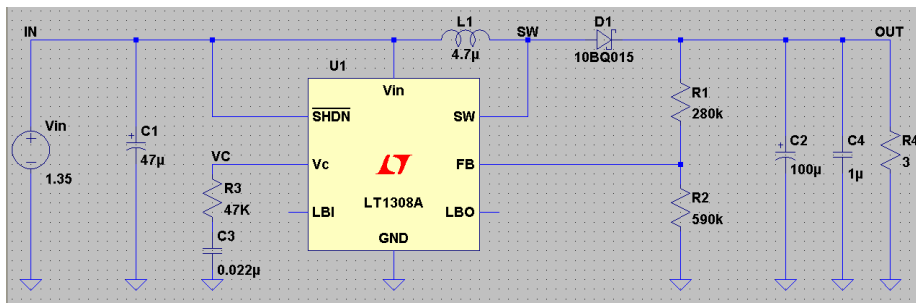 IN
L1
4.7µ
SW
D1
10BQ015
OUT
U1
Vin
SHDN
SW
R1
280k
Vin
1.35
C1
47µ
VC
Vc
FB
C2
100µ
C4
1µ
R4
3
R3
47K
LBI
LT1308A
LBO
R2
590k
GND
C3
0.022µ